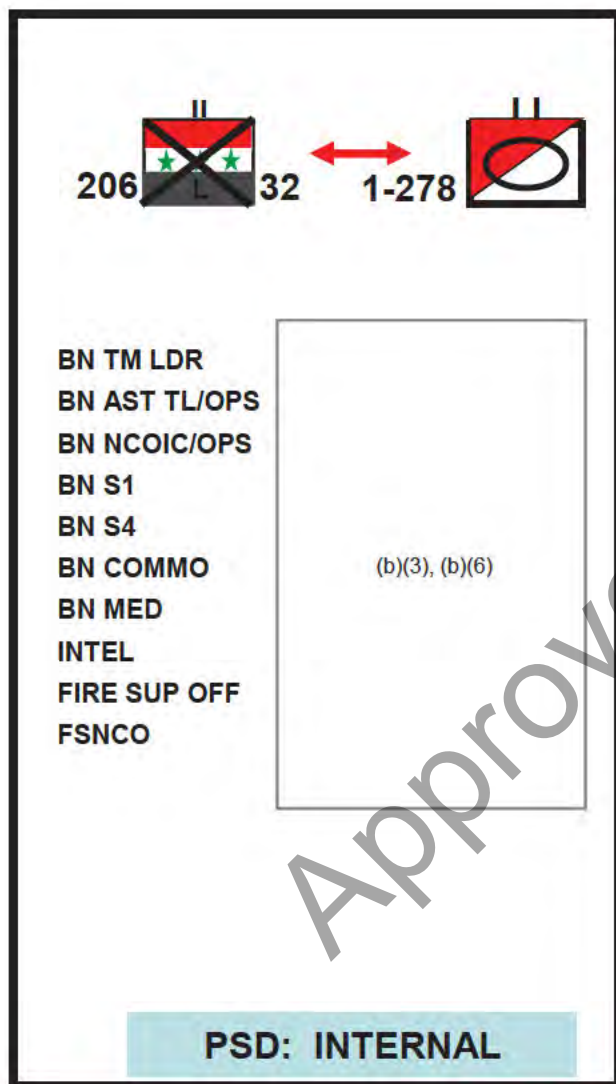 II
II
206
L
32
1-278
BN TM LDR
BN AST TL/OPS
BN NCOIC/OPS
BN S1
BN S4
BN COMMO
BN MED
INTEL
FIRE SUP OFF
FSNCO
(b)(3), (b)(6)
Approve
PSD: INTERNAL